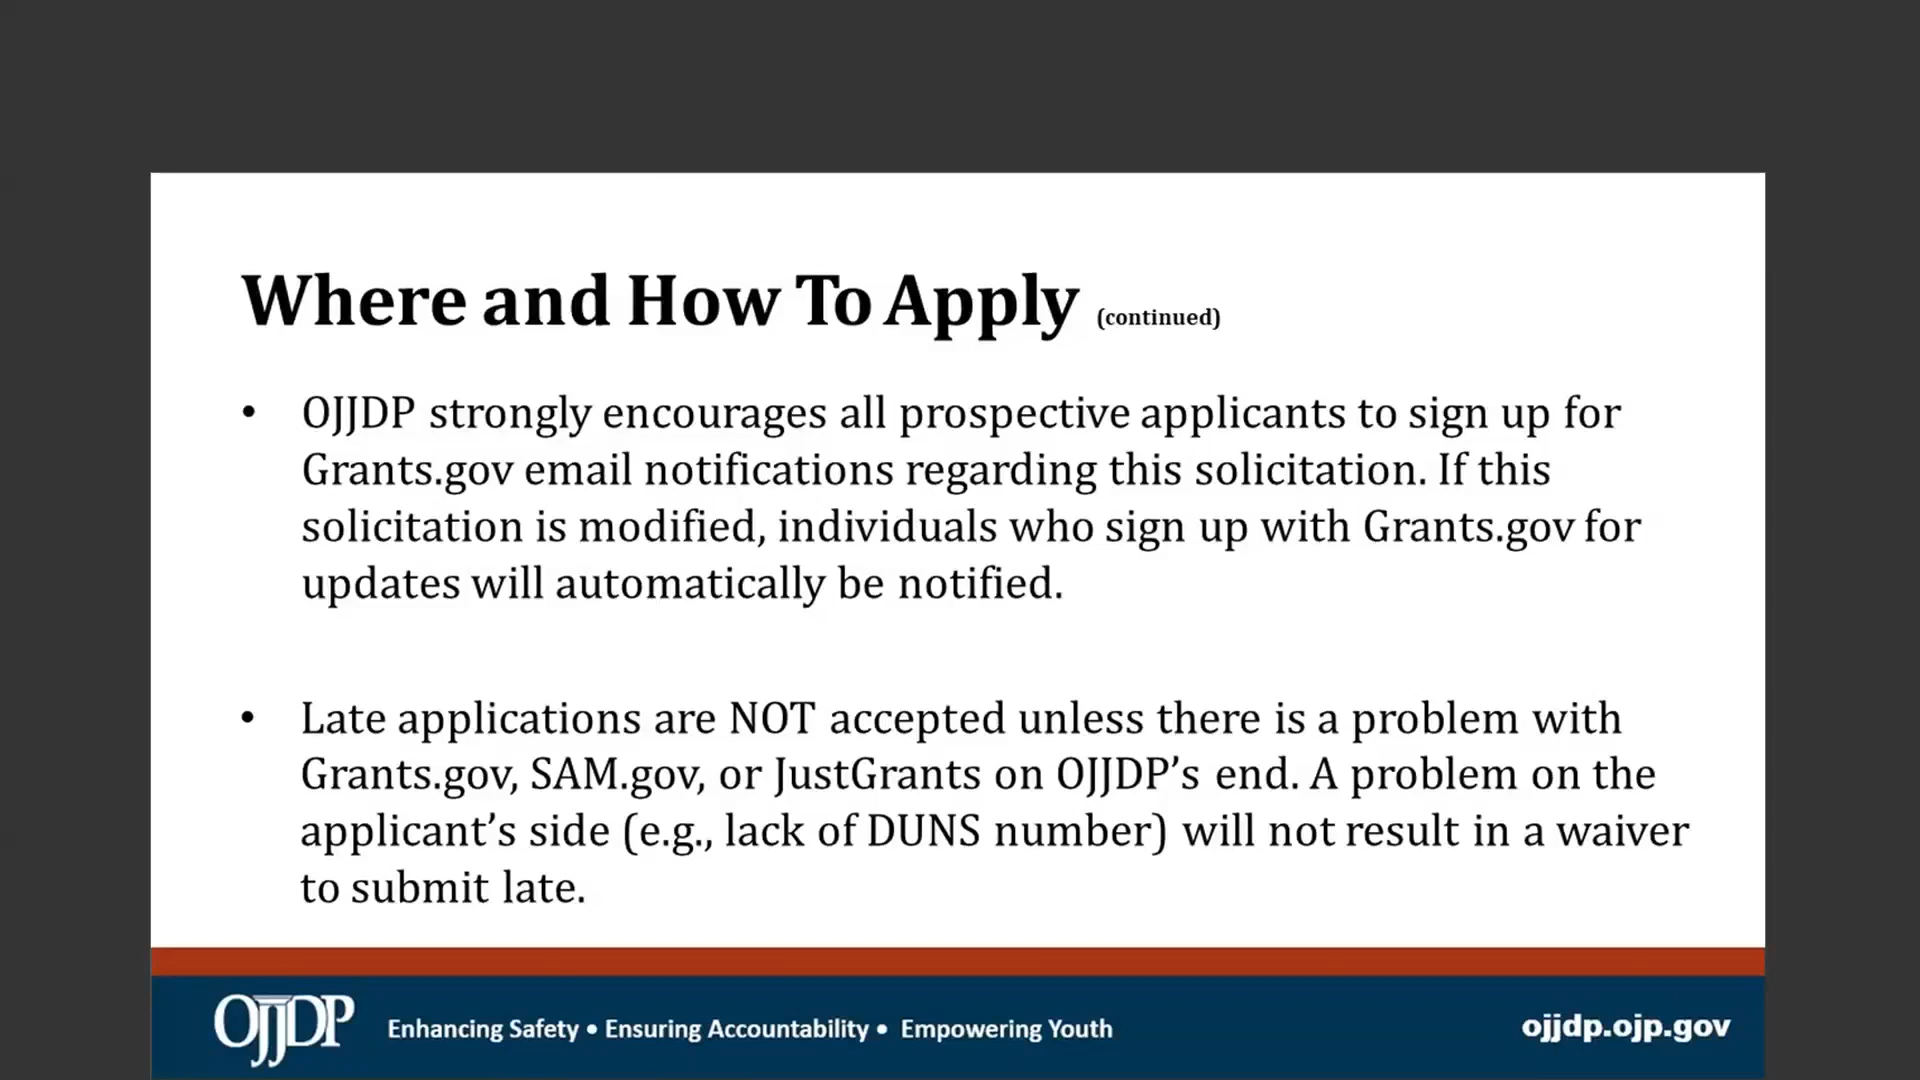 Where and How To Apply (continued)
• OJJDP strongly encourages all prospective applicants to sign up for
Grants.gov email notifications regarding this solicitation. If this
solicitation is modified, individuals who sign up with Grants.gov for
updates will automatically be notified.
• Late applications are NOT accepted unless there is a problem with
Grants.gov, SAM.gov, or JustGrants on OJJDP’s end. A problem on the
applicant’s side (e.g., lack of DUNS number) will not result in a waiver
to submit late.
OJJDP Enhancing Safety • Ensuring Accountability • Empowering Youth ojjdp.ojp.gov